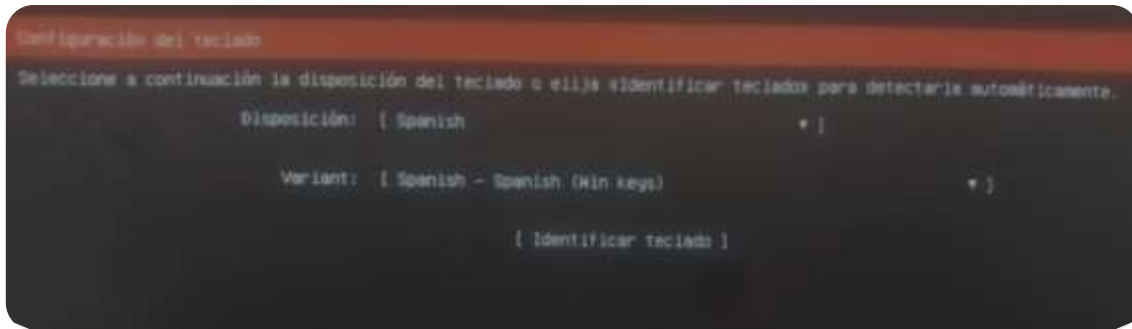 Configuración del teclado
Seleccione a continuación la disposición del teclado o elija «Identificar teclado» para detectarla automáticamente.
Disposición: [ Spanish ▾ ]
Variant: [ Spanish - Spanish (Win keys) ▾ ]
[ Identificar teclado ]